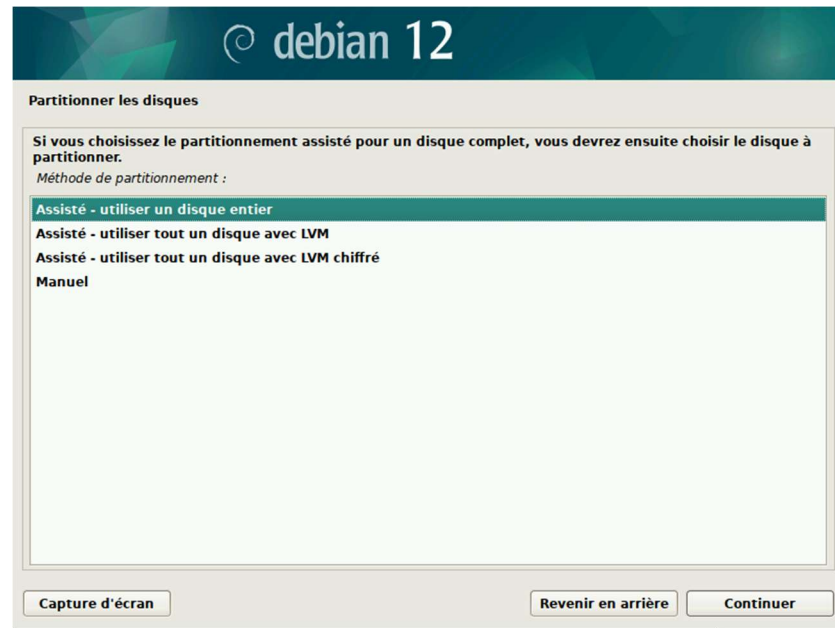 debian 12
Partitionner les disques
Si vous choisissez le partitionnement assisté pour un disque complet, vous devrez ensuite choisir le disque à
partitionner.
Méthode de partitionnement :
Assisté - utiliser un disque entier
Assisté - utiliser tout un disque avec LVM
Assisté - utiliser tout un disque avec LVM chiffré
Manuel
Capture d'écran
Revenir en arrière
Continuer